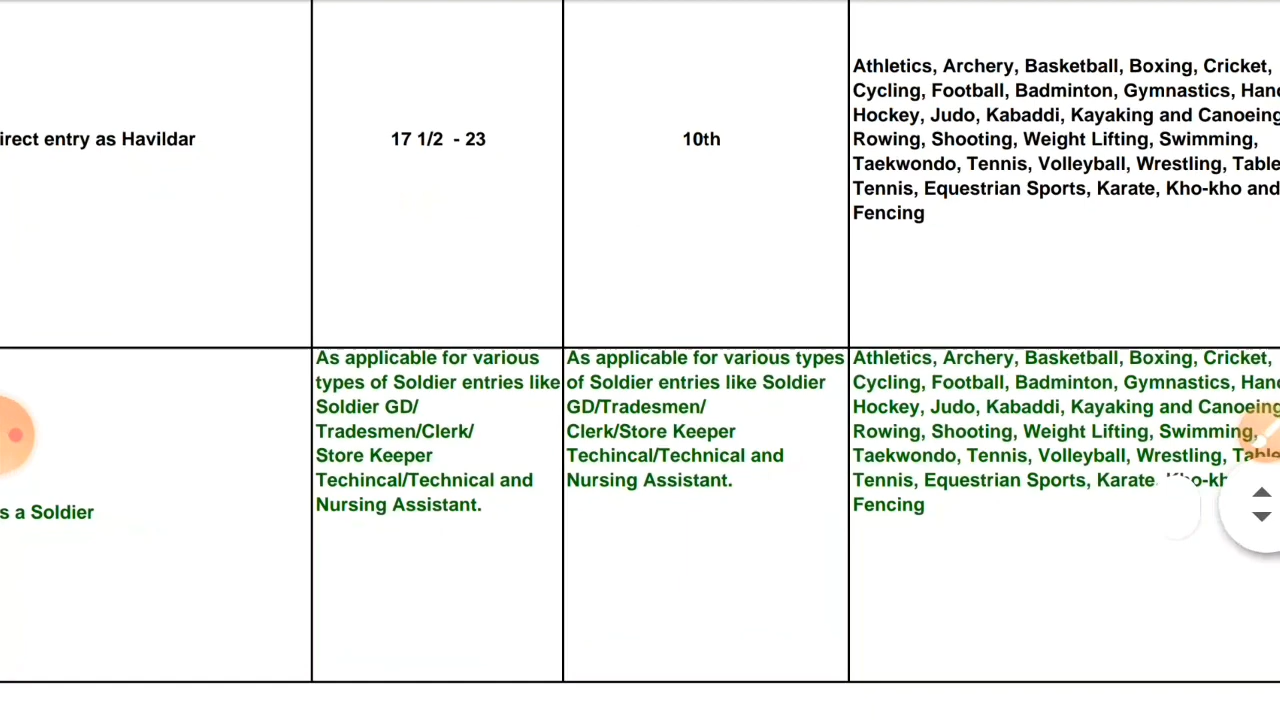 irect entry as Havildar
17 1/2 - 23
10th
Athletics, Archery, Basketball, Boxing, Cricket,
Cycling, Football, Badminton, Gymnastics,
Hockey, Judo, Kabaddi, Kayaking and Canoeing
Rowing, Shooting, Weight Lifting, Swimming,
Taekwondo, Tennis, Volleyball, Wrestling, Table
Tennis, Equestrian Sports, Karate, Kho-kho and
Fencing
s a Soldier
As applicable for various
types of Soldier entries like
Soldier GD/
Tradesmen/Clerk/
Store Keeper
Techincal/Technical and
Nursing Assistant.
As applicable for various types
of Soldier entries like Soldier
GD/Tradesmen/
Clerk/Store Keeper
Techincal/Technical and
Nursing Assistant.
Athletics, Archery, Basketball, Boxing, Cricket,
Cycling, Football, Badminton, Gymnastics,
Hockey, Judo, Kabaddi, Kayaking and Canoeing
Rowing, Shooting, Weight Lifting, Swimming,
Taekwondo, Tennis, Volleyball, Wrestling, Table
Tennis, Equestrian Sports, Karate
Fencing